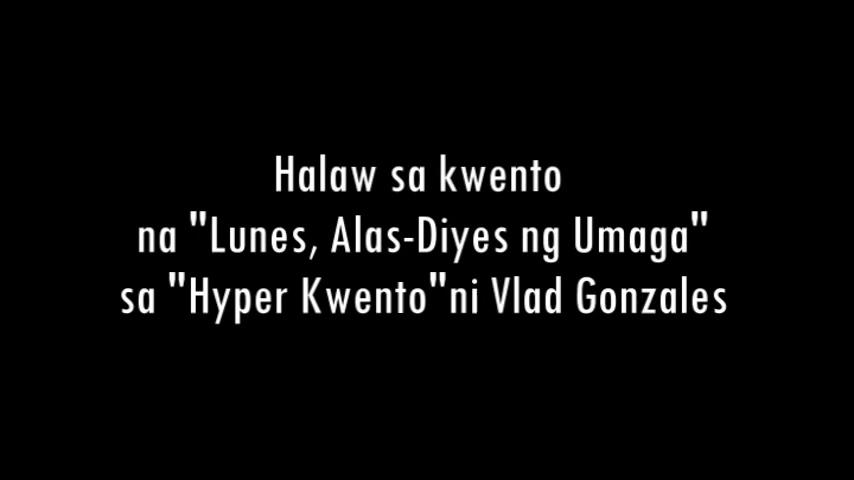 Halaw sa kwento
na "Lunes, Alas-Diyes ng Umaga"
sa "Hyper Kwento"ni Vlad Gonzales